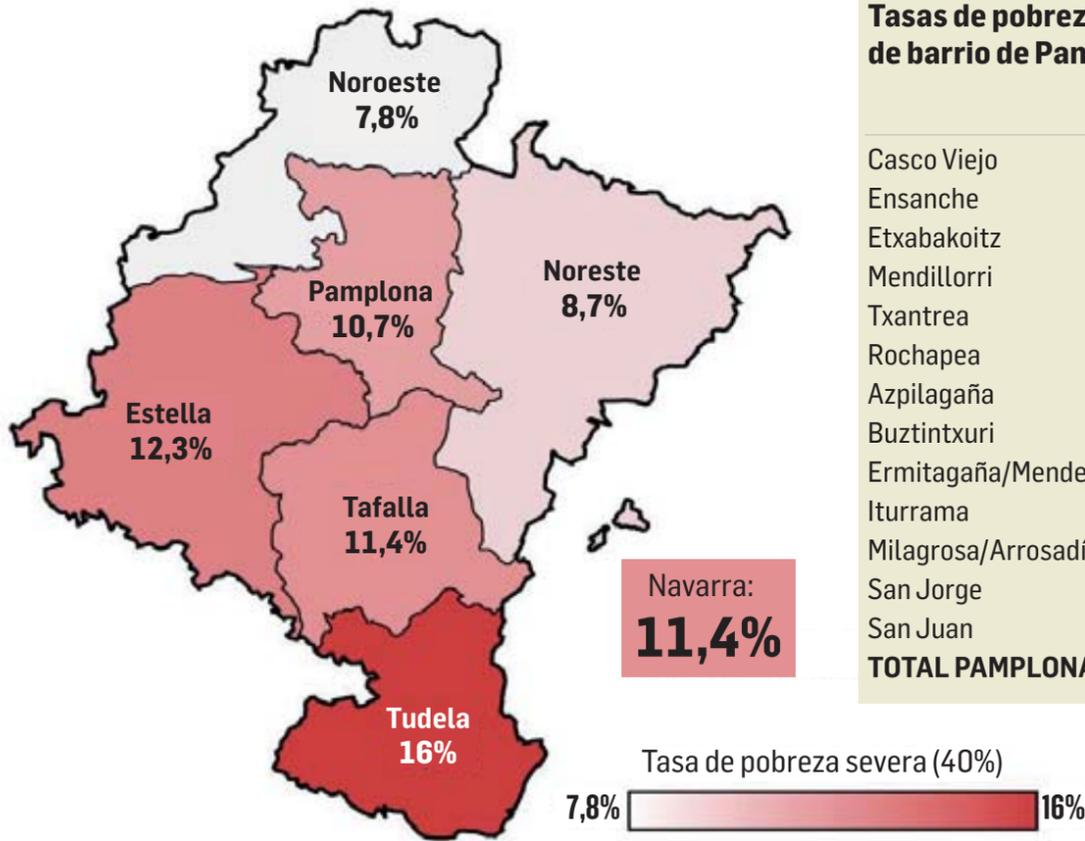 Noroeste
7,8%
Noreste
8,7%
Pamplona
10,7%
Estella
12,3%
Tafalla
11,4%
Tudela
16%
Navarra:
11,4%
Tasa de pobreza severa (40%)
7,8% 16%
Tasas de pobrez
de barrio de Pan
Casco Viejo
Ensanche
Etxabakoitz
Mendillorri
Txantrea
Rochapea
Azpilagaña
Buztintxuri
Ermitagaña/Mende
Iturrama
Milagrosa/Arrosadí
San Jorge
San Juan
TOTAL PAMPLONA